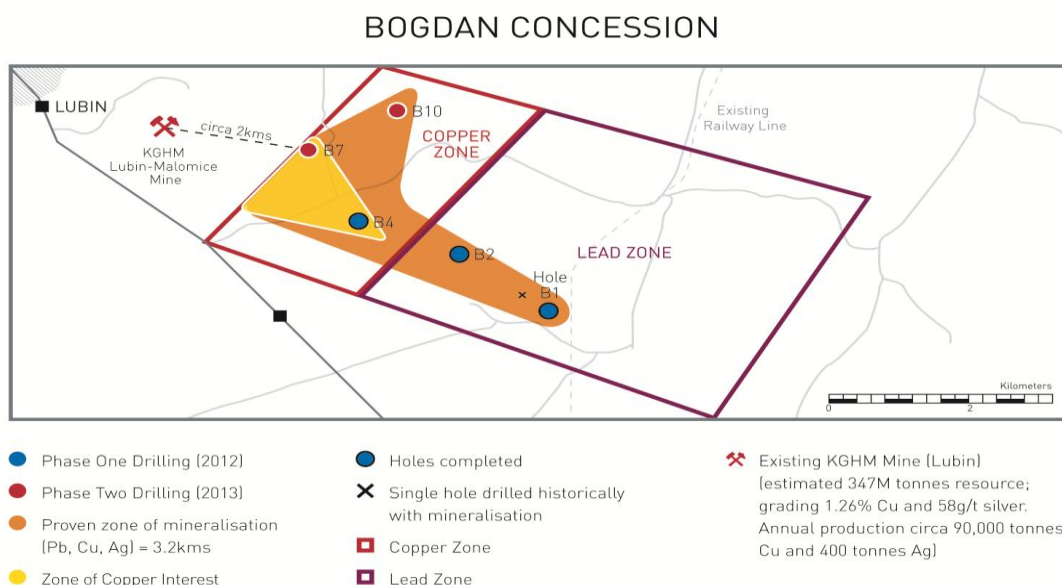 BOGDAN CONCESSION
LUBIN
KGHM
Lubin-Malomice
Mine
circa 2kms
B10
B7
COPPER
ZONE
B4
B2
Hole
B1
LEAD ZONE
Existing
Railway Line
Kilometers
0
2
Phase One Drilling (2012)
Phase Two Drilling (2013)
Proven zone of mineralisation
(Pb, Cu, Ag) = 3.2kms
Zone of Copper Interest
Holes completed
Single hole drilled historically
with mineralisation
Copper Zone
Lead Zone
Existing KGHM Mine (Lubin)
(estimated 347M tonnes resource;
grading 1.26% Cu and 58g/t silver.
Annual production circa 90,000 tonnes
Cu and 400 tonnes Ag)